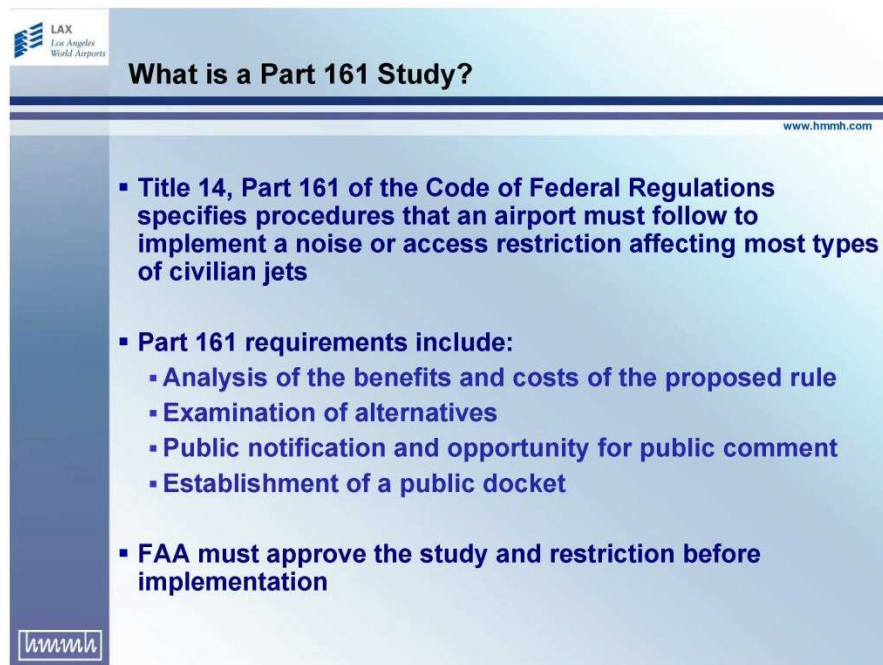 LAX
Los Angeles
World Airports
What is a Part 161 Study?
www.hmmh.com
▪ Title 14, Part 161 of the Code of Federal Regulations
specifies procedures that an airport must follow to
implement a noise or access restriction affecting most types
of civilian jets
▪ Part 161 requirements include:
▪ Analysis of the benefits and costs of the proposed rule
▪ Examination of alternatives
▪ Public notification and opportunity for public comment
▪ Establishment of a public docket
▪ FAA must approve the study and restriction before
implementation
hmmh